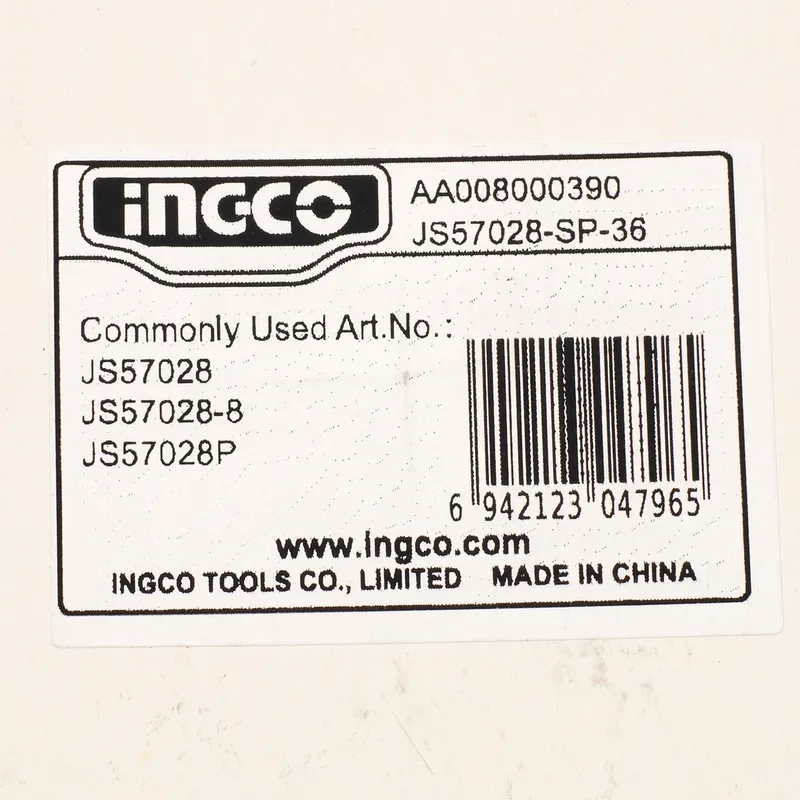 INGCO
AA008000390
JS57028-SP-36
Commonly Used Art.No.:
JS57028
JS57028-8
JS57028P
6 942123 047965
www.ingco.com
INGCO TOOLS CO., LIMITED MADE IN CHINA